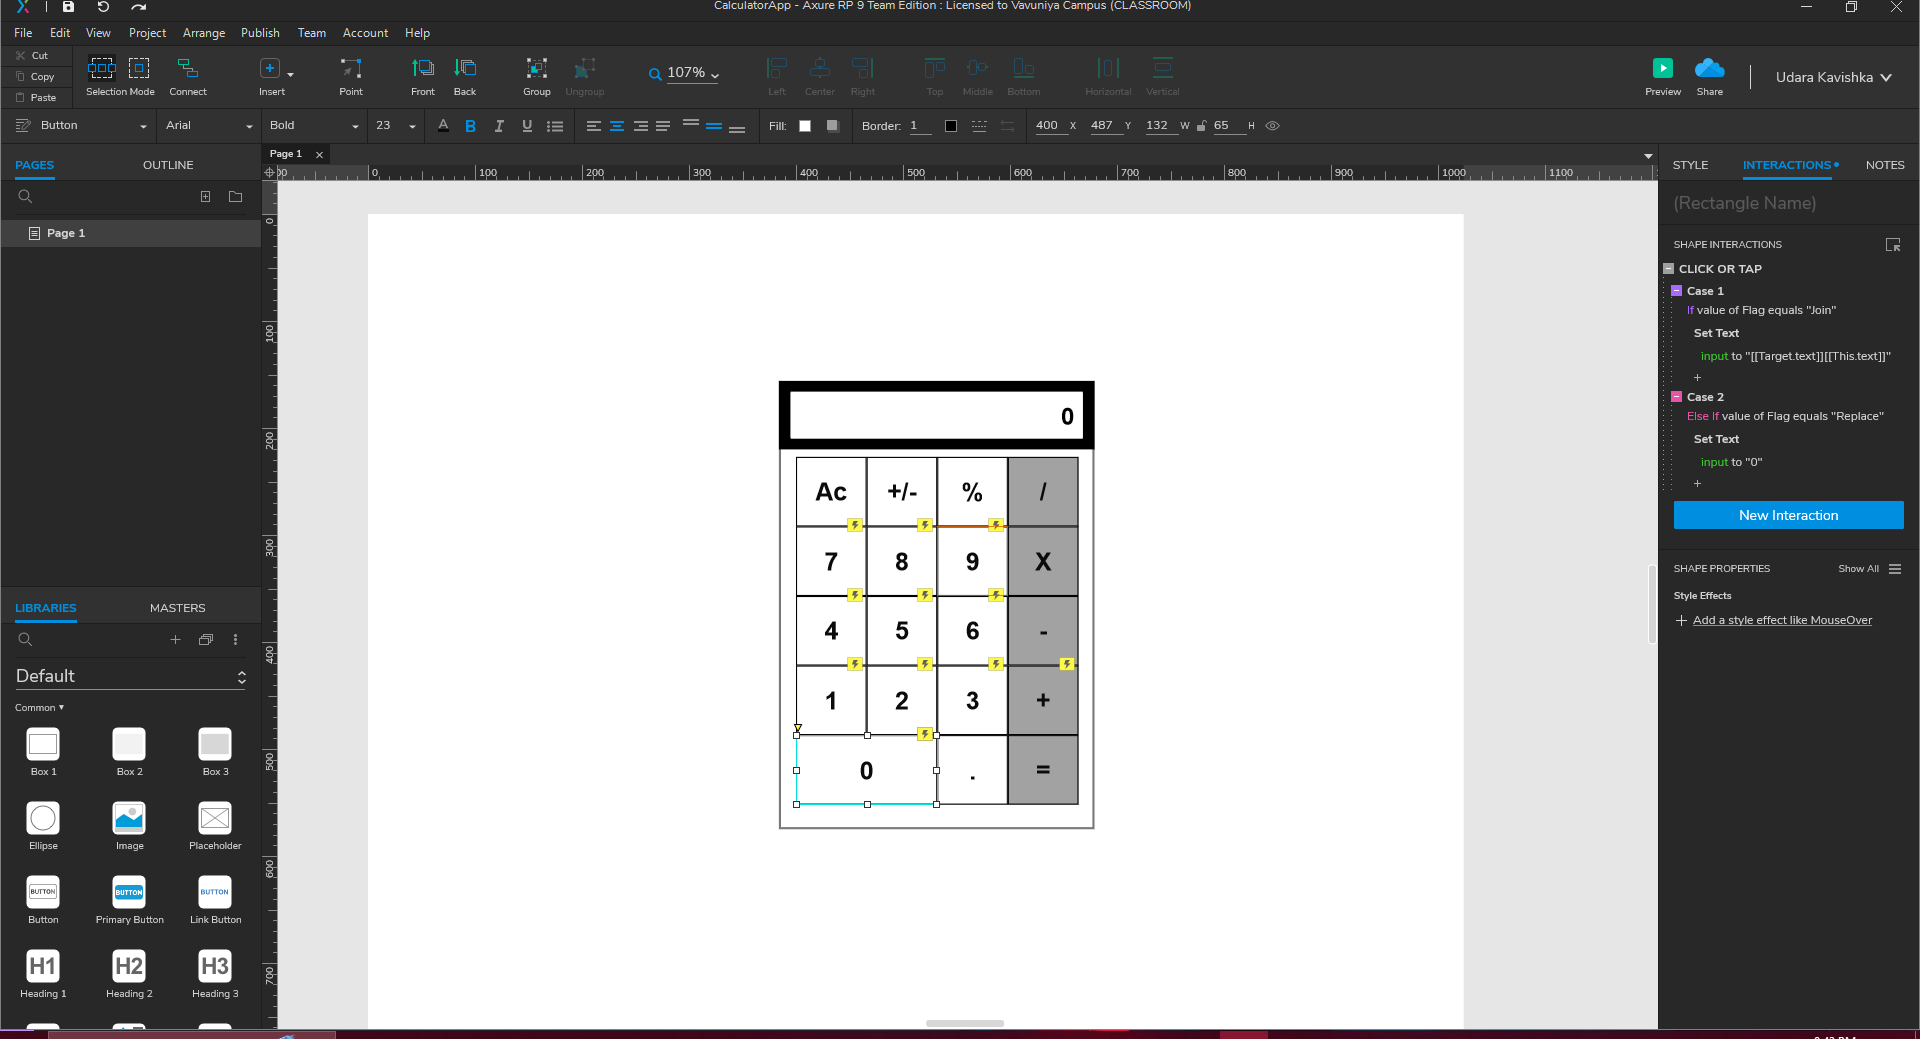 CalculatorApp - Axure RP 9 Team Edition : Licensed to Vavuniya Campus (CLASSROOM)
File Edit View Project Arrange Publish Team Account Help
Cut
Copy
Paste
Selection Mode Connect Insert Point Front Back Group Ungroup 107% Left Center Right Top Middle Bottom Horizontal Vertical Preview Share Udara Kavishka
Button Arial Bold 23 A B I U Fill: Border: 1 400 X 487 Y 132 W 65 H
PAGES OUTLINE
Page 1
Page 1
0 100 200 300 400 500 600 700 800 900 1000 1100
0
100
200
300
400
500
600
700
LIBRARIES MASTERS
Default
Common
Box 1 Box 2 Box 3
Ellipse Image Placeholder
BUTTON BUTTON BUTTON
Button Primary Button Link Button
H1 H2 H3
Heading 1 Heading 2 Heading 3
0
Ac +/- % /
7 8 9 X
4 5 6 -
1 2 3 +
0 . =
STYLE INTERACTIONS NOTES
(Rectangle Name)
SHAPE INTERACTIONS
CLICK OR TAP
Case 1
If value of Flag equals "Join"
Set Text
input to "[[Target.text]][[This.text]]"
+
Case 2
Else If value of Flag equals "Replace"
Set Text
input to "0"
+
New Interaction
SHAPE PROPERTIES Show All
Style Effects
Add a style effect like MouseOver